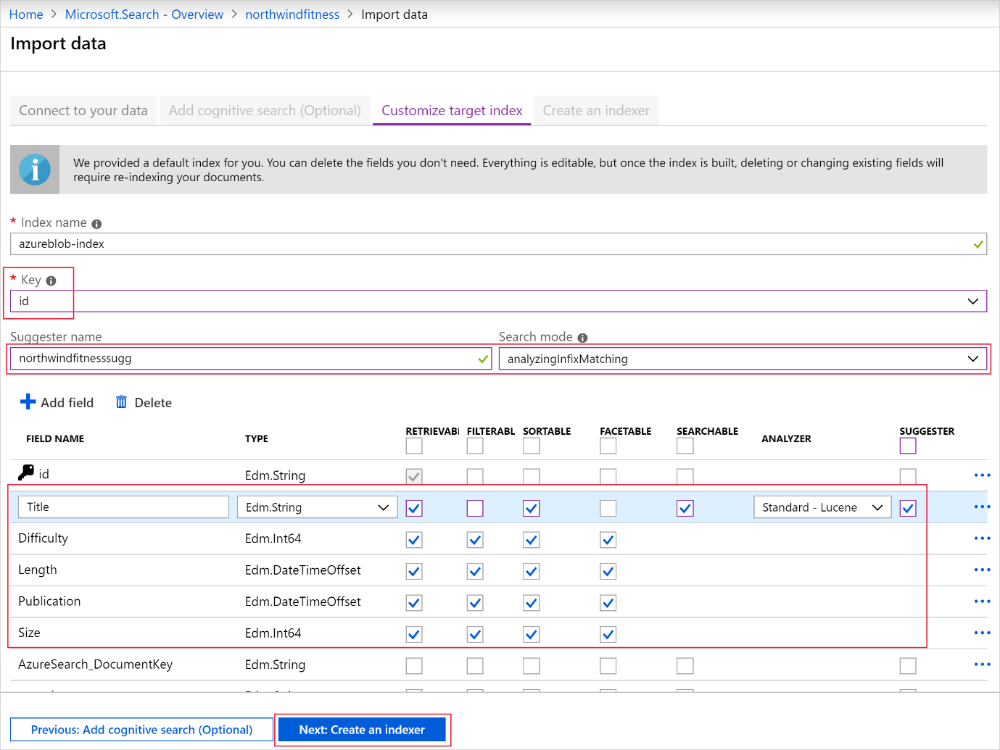 Home > Microsoft.Search - Overview > northwindfitness > Import data
Import data
Connect to your data Add cognitive search (Optional) Customize target index Create an indexer
We provided a default index for you. You can delete the fields you don't need. Everything is editable, but once the index is built, deleting or changing existing fields will
require re-indexing your documents.
* Index name
azureblob-index
* Key
id
Suggester name Search mode
northwindfitnesssugg analyzingInfixMatching
Add field Delete
FIELD NAME TYPE RETRIEVABL FILTERABL SORTABLE FACETABLE SEARCHABLE ANALYZER SUGGESTER
id Edm.String
Title Edm.String Standard - Lucene
Difficulty Edm.Int64
Length Edm.DateTimeOffset
Publication Edm.DateTimeOffset
Size Edm.Int64
AzureSearch_DocumentKey Edm.String
Previous: Add cognitive search (Optional) Next: Create an indexer